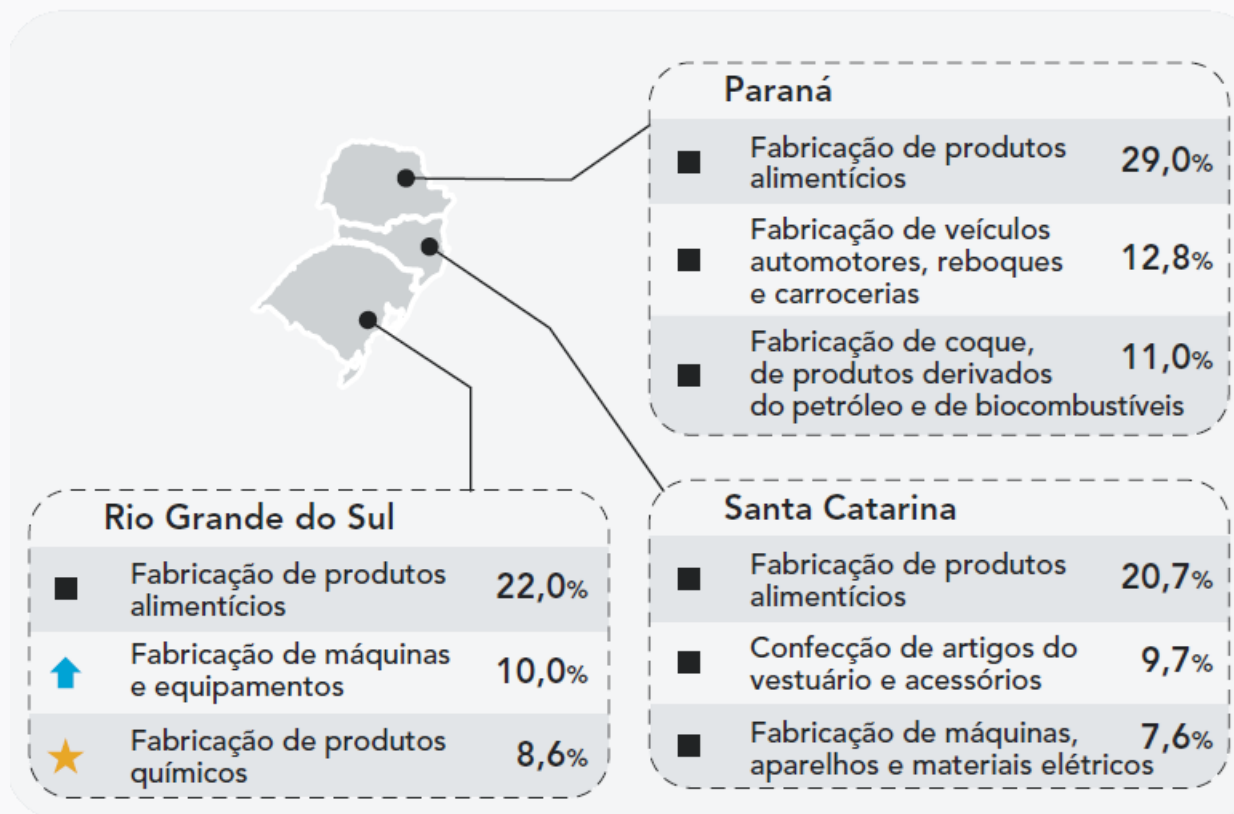 Paraná
Fabricação de produtos
alimentícios
29,0%
Fabricação de veículos
automotores, reboques
e carrocerias
12,8%
Fabricação de coque,
de produtos derivados
do petróleo e de biocombustíveis
11,0%
Rio Grande do Sul
Fabricação de produtos
alimentícios
22,0%
Fabricação de máquinas
e equipamentos
10,0%
Fabricação de produtos
químicos
8,6%
Santa Catarina
Fabricação de produtos
alimentícios
20,7%
Confecção de artigos do
vestuário e acessórios
9,7%
Fabricação de máquinas,
aparelhos e materiais elétricos
7,6%